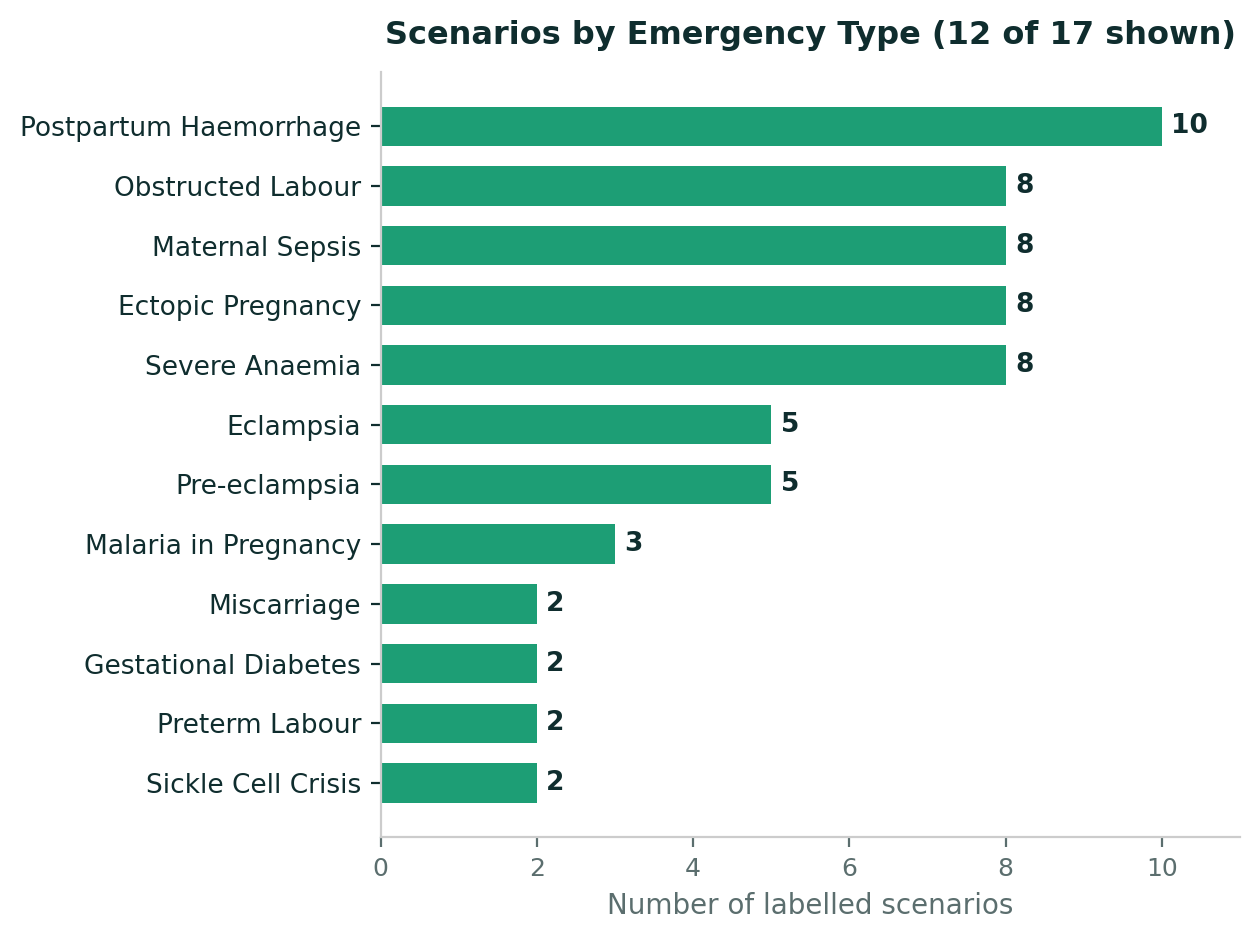 Scenarios by Emergency Type (12 of 17 shown)
Postpartum Haemorrhage 10
Obstructed Labour 8
Maternal Sepsis 8
Ectopic Pregnancy 8
Severe Anaemia 8
Eclampsia 5
Pre-eclampsia 5
Malaria in Pregnancy 3
Miscarriage 2
Gestational Diabetes 2
Preterm Labour 2
Sickle Cell Crisis 2
0 2 4 6 8 10
Number of labelled scenarios